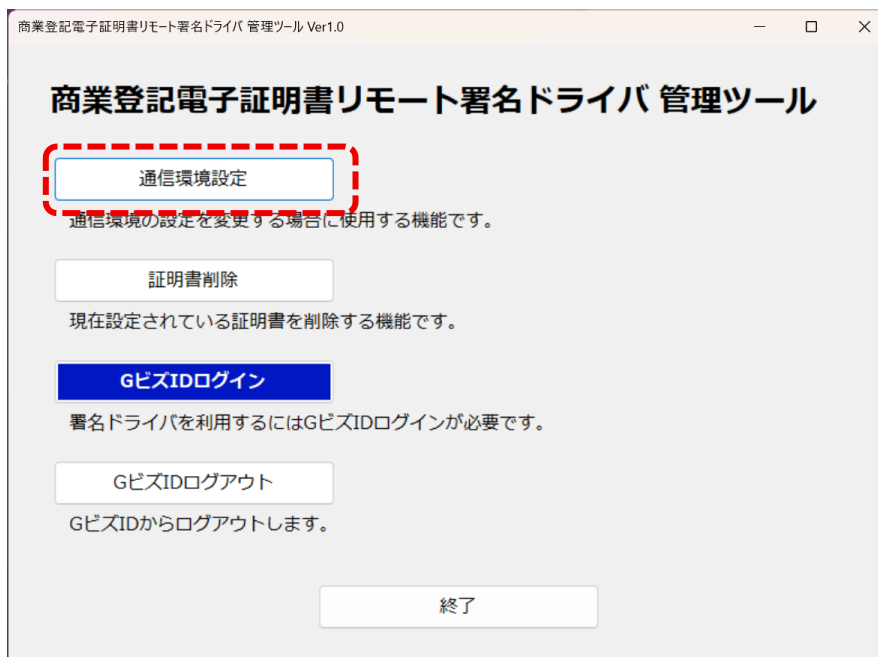 商業登記電子証明書リモート署名ドライバ 管理ツール Ver1.0
商業登記電子証明書リモート署名ドライバ 管理ツール
通信環境設定
通信環境の設定を変更する場合に使用する機能です。
証明書削除
現在設定されている証明書を削除する機能です。
GビズIDログイン
署名ドライバを利用するにはGビズIDログインが必要です。
GビズIDログアウト
GビズIDからログアウトします。
終了